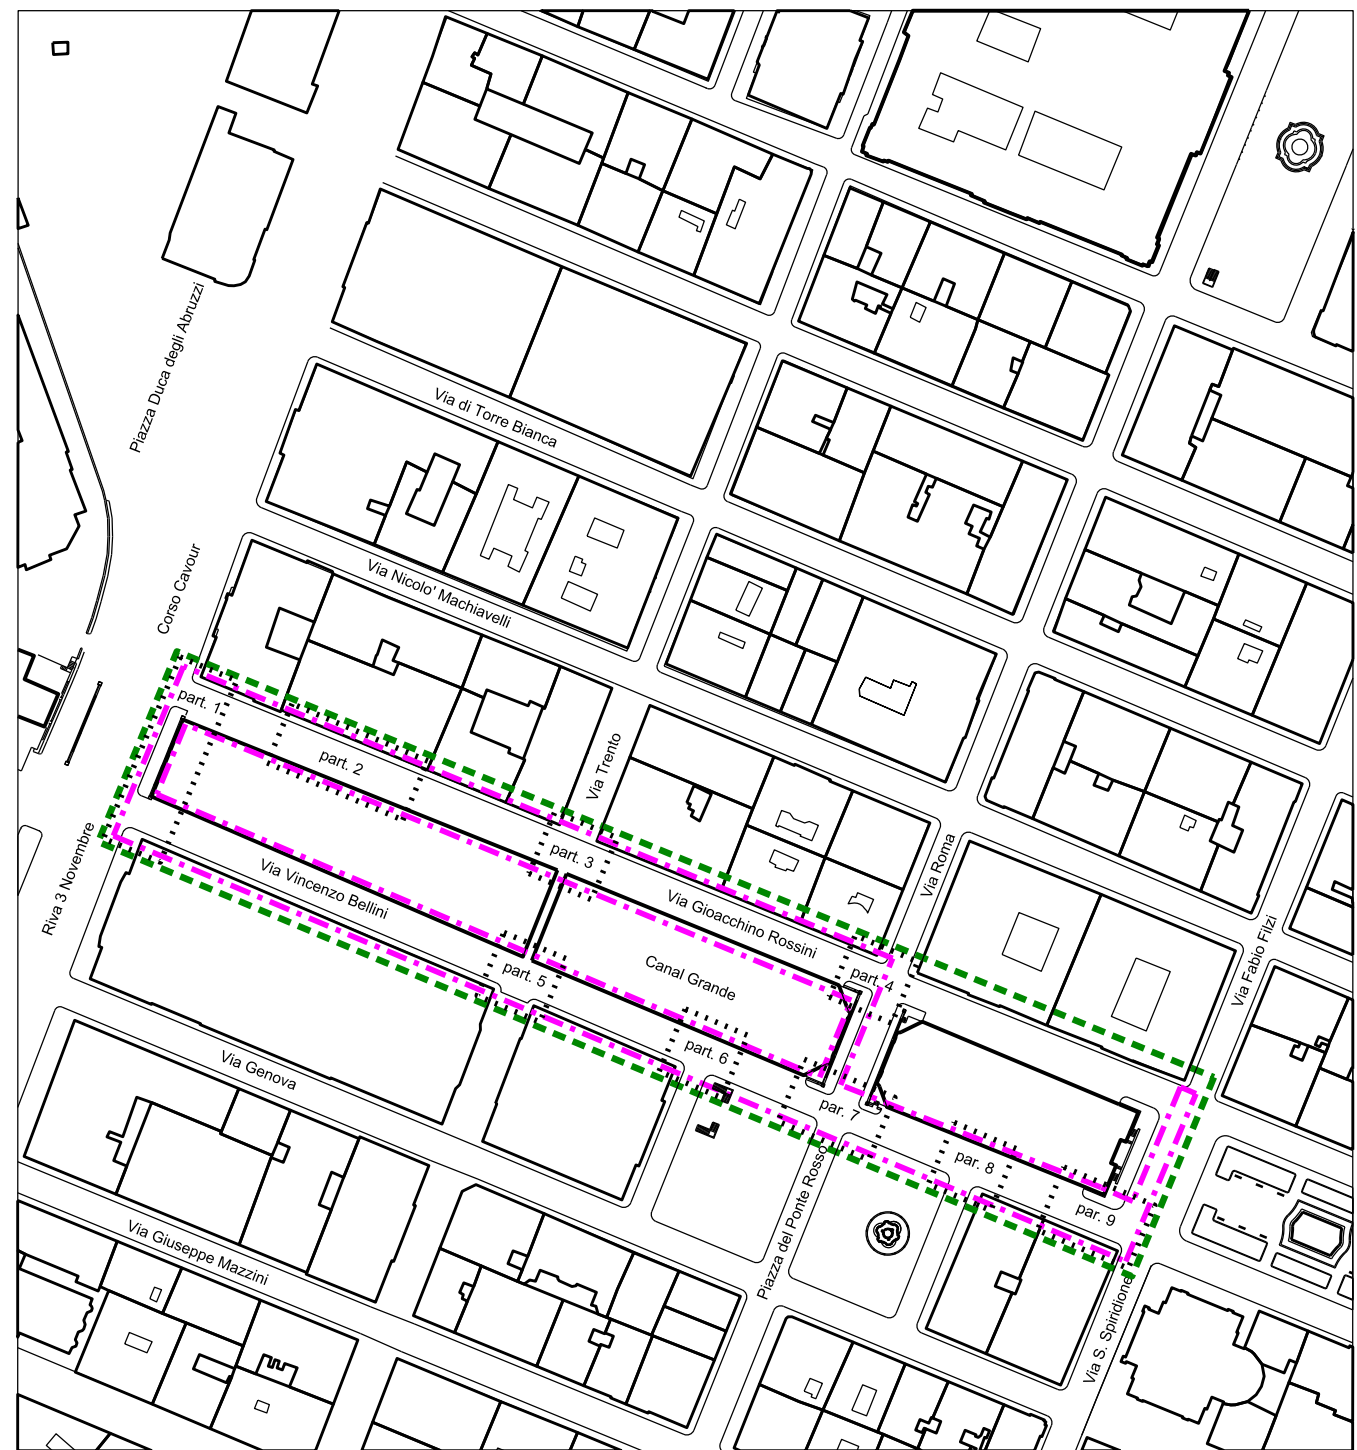 Piazza Duca degli Abruzzi
Via di Torre Bianca
Corso Cavour
Via Nicolo' Machiavelli
part. 1
part. 2
Via Trento
part. 3
Riva 3 Novembre
Via Vincenzo Bellini
Via Gioacchino Rossini
Via Roma
part. 4
Canal Grande
part. 5
Via Fabio Filzi
part. 6
Via Genova
par. 7
par. 8
par. 9
Piazza del Ponte Rosso
Via Giuseppe Mazzini
Via S. Spiridione